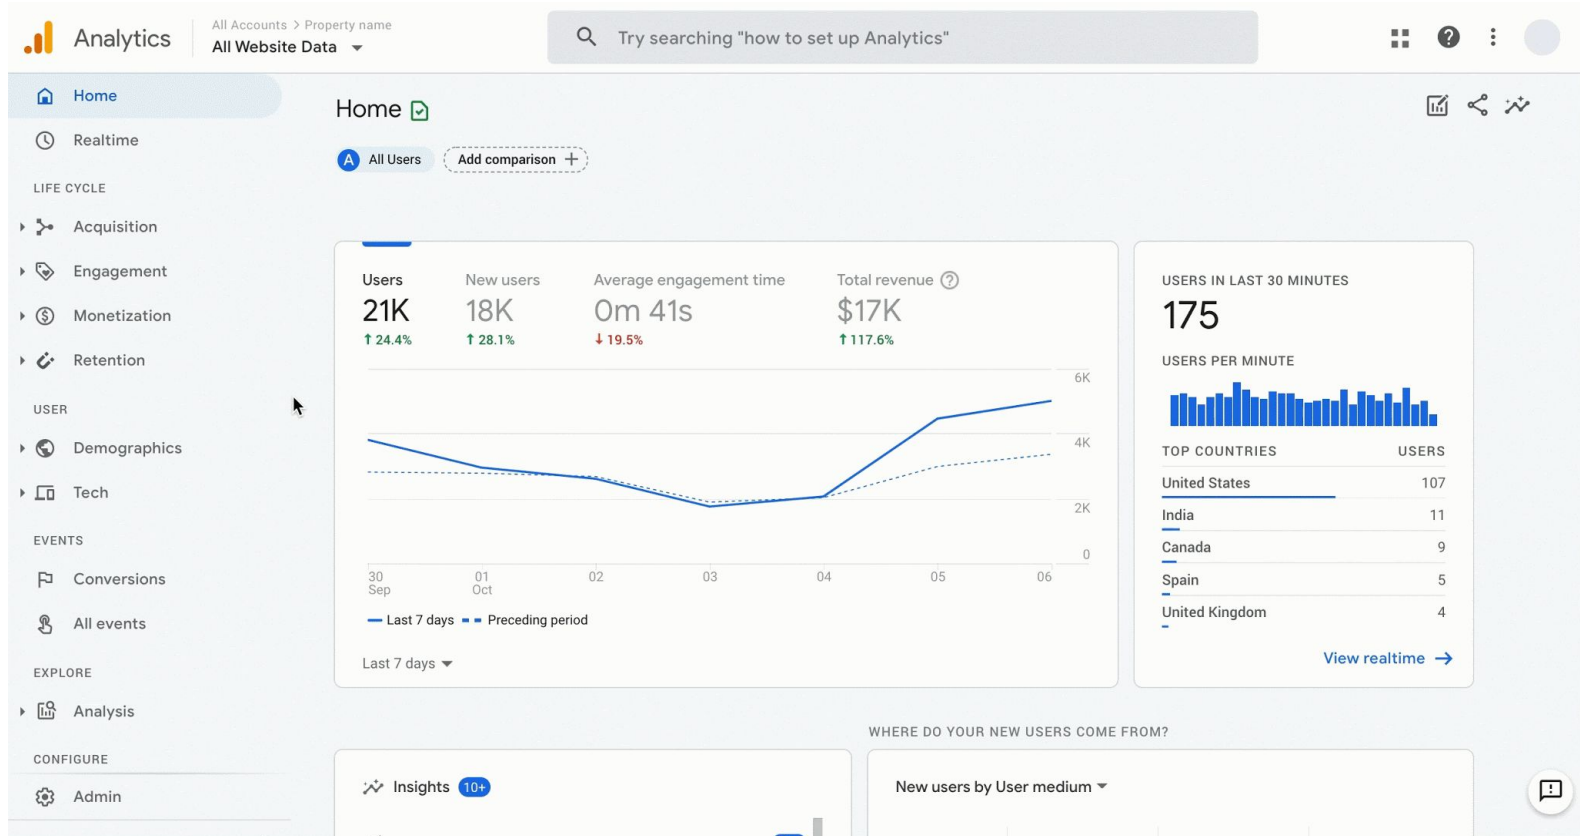 Analytics
All Accounts > Property name
All Website Data
Try searching "how to set up Analytics"
Home
Realtime
LIFE CYCLE
Acquisition
Engagement
Monetization
Retention
USER
Demographics
Tech
EVENTS
Conversions
All events
EXPLORE
Analysis
CONFIGURE
Admin
Home
A All Users
Add comparison +
Users
21K
↑ 24.4%
New users
18K
↑ 28.1%
Average engagement time
0m 41s
↓ 19.5%
Total revenue
$17K
↑ 117.6%
6K
4K
2K
0
30 Sep
01 Oct
02
03
04
05
06
Last 7 days
Preceding period
Last 7 days
USERS IN LAST 30 MINUTES
175
USERS PER MINUTE
TOP COUNTRIES USERS
United States 107
India 11
Canada 9
Spain 5
United Kingdom 4
View realtime →
Insights 10+
WHERE DO YOUR NEW USERS COME FROM?
New users by User medium